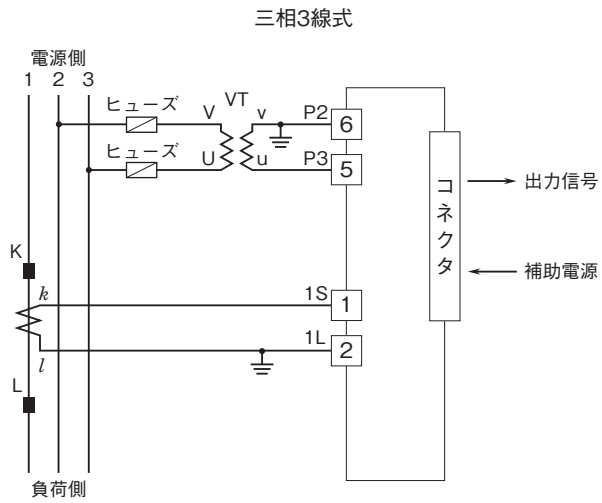 三相3線式
電源側
1 2 3
ヒューズ
V
VT
v
P2
6
ヒューズ
U
u
P3
5
コネクタ
出力信号
補助電源
K
k
1S
1
1L
2
l
L
負荷側